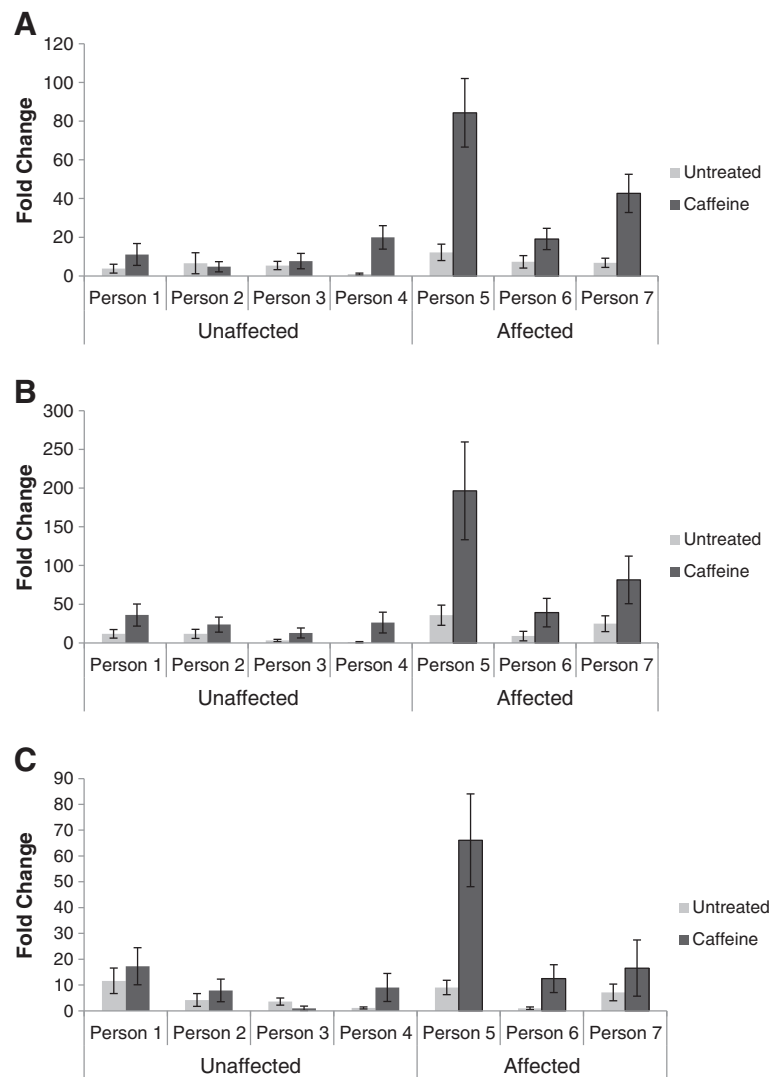 A
Fold Change
120
100
80
60
40
20
0
Untreated
Caffeine
Person 1 Person 2 Person 3 Person 4 Person 5 Person 6 Person 7
Unaffected Affected
B
Fold Change
300
250
200
150
100
50
0
Untreated
Caffeine
Person 1 Person 2 Person 3 Person 4 Person 5 Person 6 Person 7
Unaffected Affected
C
Fold Change
90
80
70
60
50
40
30
20
10
0
Untreated
Caffeine
Person 1 Person 2 Person 3 Person 4 Person 5 Person 6 Person 7
Unaffected Affected